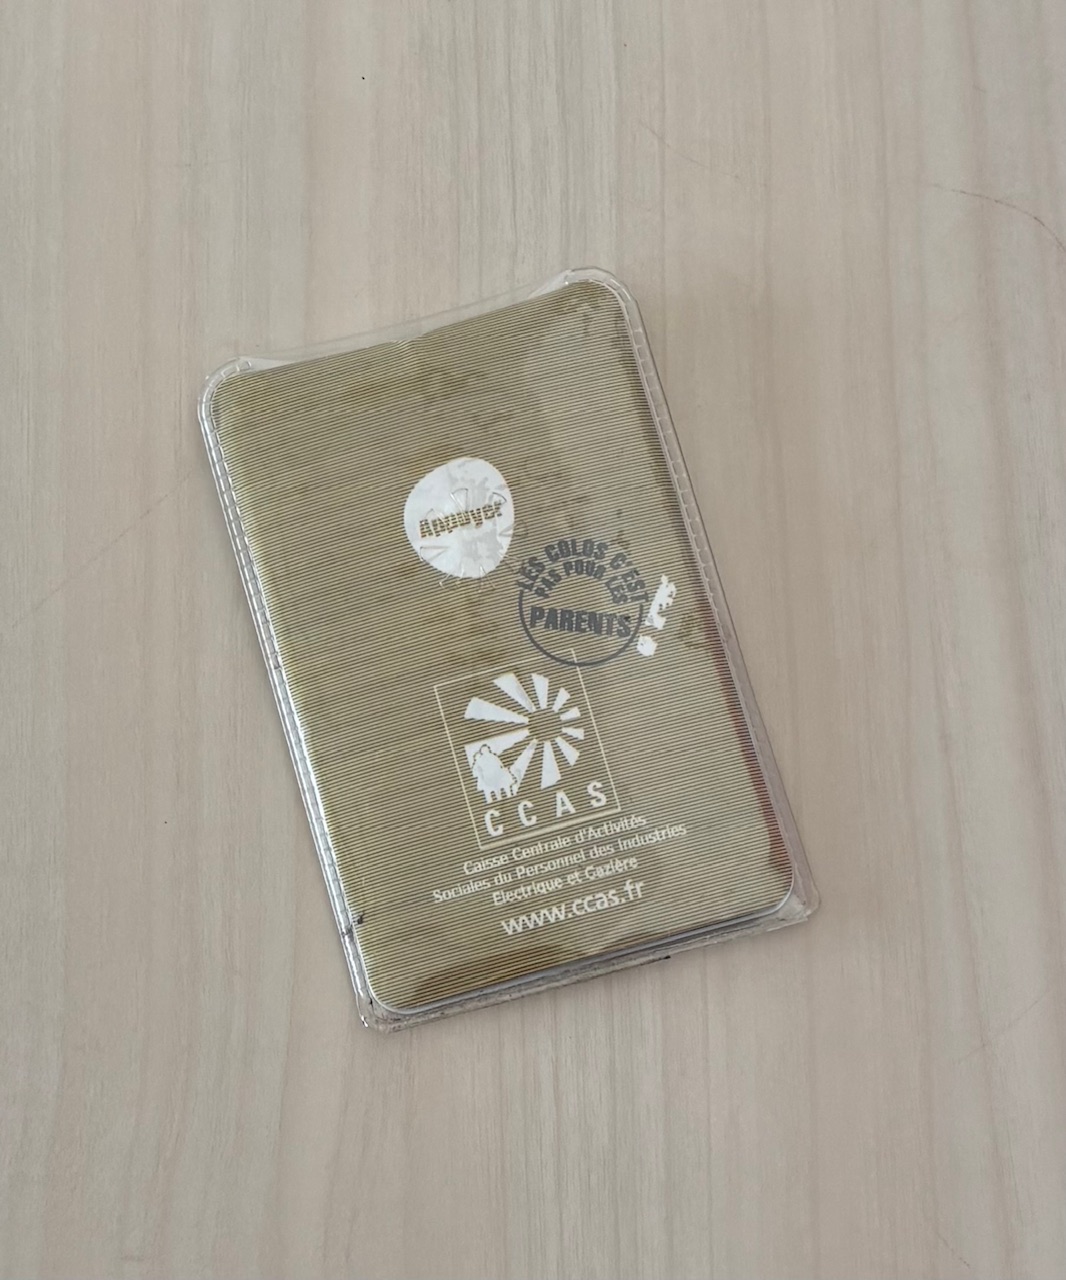 Appuyer
LES COLOS C'EST
PAS POUR LES
PARENTS
CCAS
Caisse Centrale d'Activités
Sociales du Personnel des Industries
Electrique et Gazière
www.ccas.fr